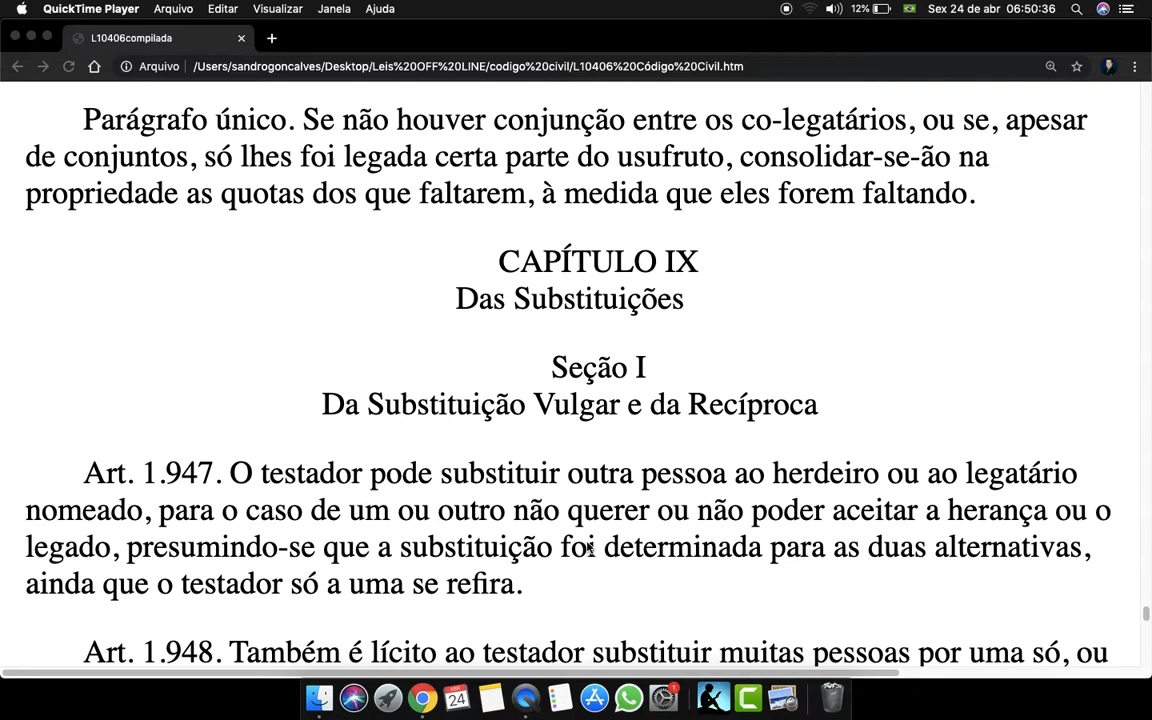 QuickTime Player Arquivo Editar Visualizar Janela Ajuda 12% Sex 24 de abr 06:50:36
L10406compilada
Arquivo /Users/sandrogoncalves/Desktop/Leis%20OFF%20LINE/codigo%20civil/L10406%20Código%20Civil.htm
Parágrafo único. Se não houver conjunção entre os co-legatários, ou se, apesar
de conjuntos, só lhes foi legada certa parte do usufruto, consolidar-se-ão na
propriedade as quotas dos que faltarem, à medida que eles forem faltando.
CAPÍTULO IX
Das Substituições
Seção I
Da Substituição Vulgar e da Recíproca
Art. 1.947. O testador pode substituir outra pessoa ao herdeiro ou ao legatário
nomeado, para o caso de um ou outro não querer ou não poder aceitar a herança ou o
legado, presumindo-se que a substituição foi determinada para as duas alternativas,
ainda que o testador só a uma se refira.
Art. 1.948. Também é lícito ao testador substituir muitas pessoas por uma só, ou
ABR
24
1